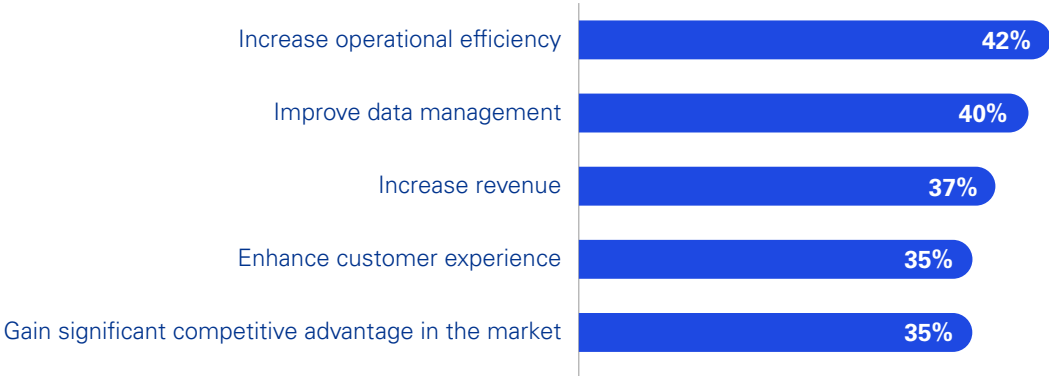 Increase operational efficiency 42%
Improve data management 40%
Increase revenue 37%
Enhance customer experience 35%
Gain significant competitive advantage in the market 35%